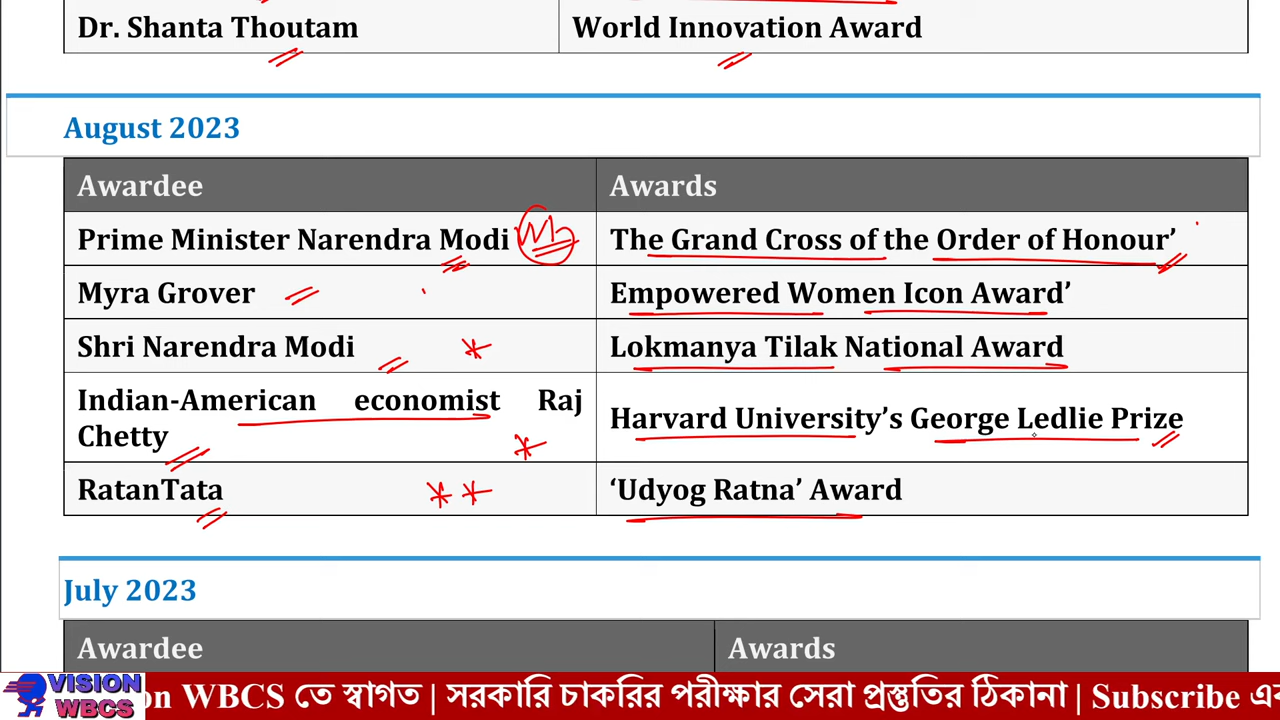 Dr. Shanta Thoutam World Innovation Award
August 2023
Awardee Awards
Prime Minister Narendra Modi The Grand Cross of the Order of Honour’
Myra Grover Empowered Women Icon Award’
Shri Narendra Modi Lokmanya Tilak National Award
Indian-American economist Raj
Chetty
Harvard University’s George Ledlie Prize
RatanTata ‘Udyog Ratna’ Award
July 2023
Awardee Awards
VISION
WBCS
on WBCS তে স্বাগত | সরকারি চাকরির পরীক্ষার সেরা প্রস্তুতির ঠিকানা | Subscribe